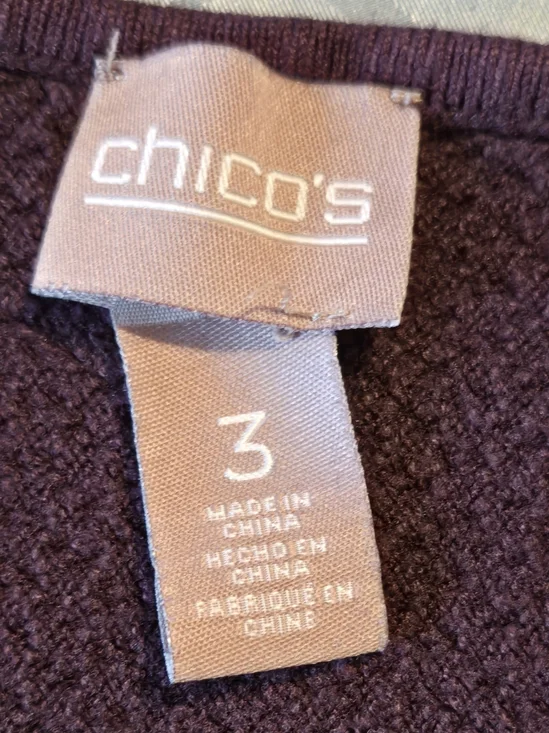 chico's
3
MADE IN
CHINA
HECHO EN
CHINA
FABRIQUÉ EN
CHINE